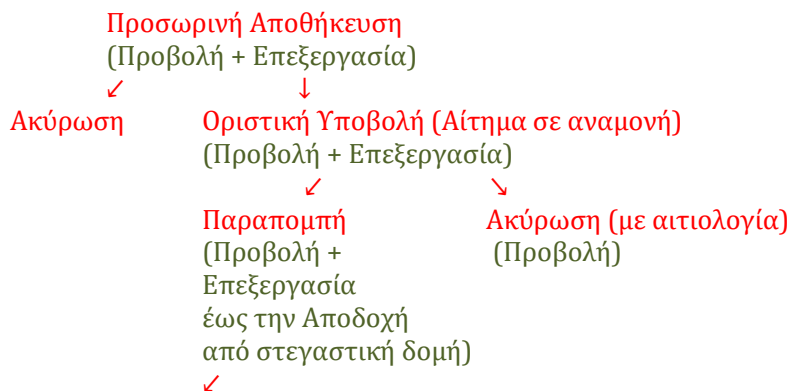 Προσωρινή Αποθήκευση
(Προβολή + Επεξεργασία)
↙ ↓
Ακύρωση Οριστική Υποβολή (Αίτημα σε αναμονή)
(Προβολή + Επεξεργασία)
↙ ↘
Παραπομπή Ακύρωση (με αιτιολογία)
(Προβολή + (Προβολή)
Επεξεργασία
έως την Αποδοχή
από στεγαστική δομή)
↙